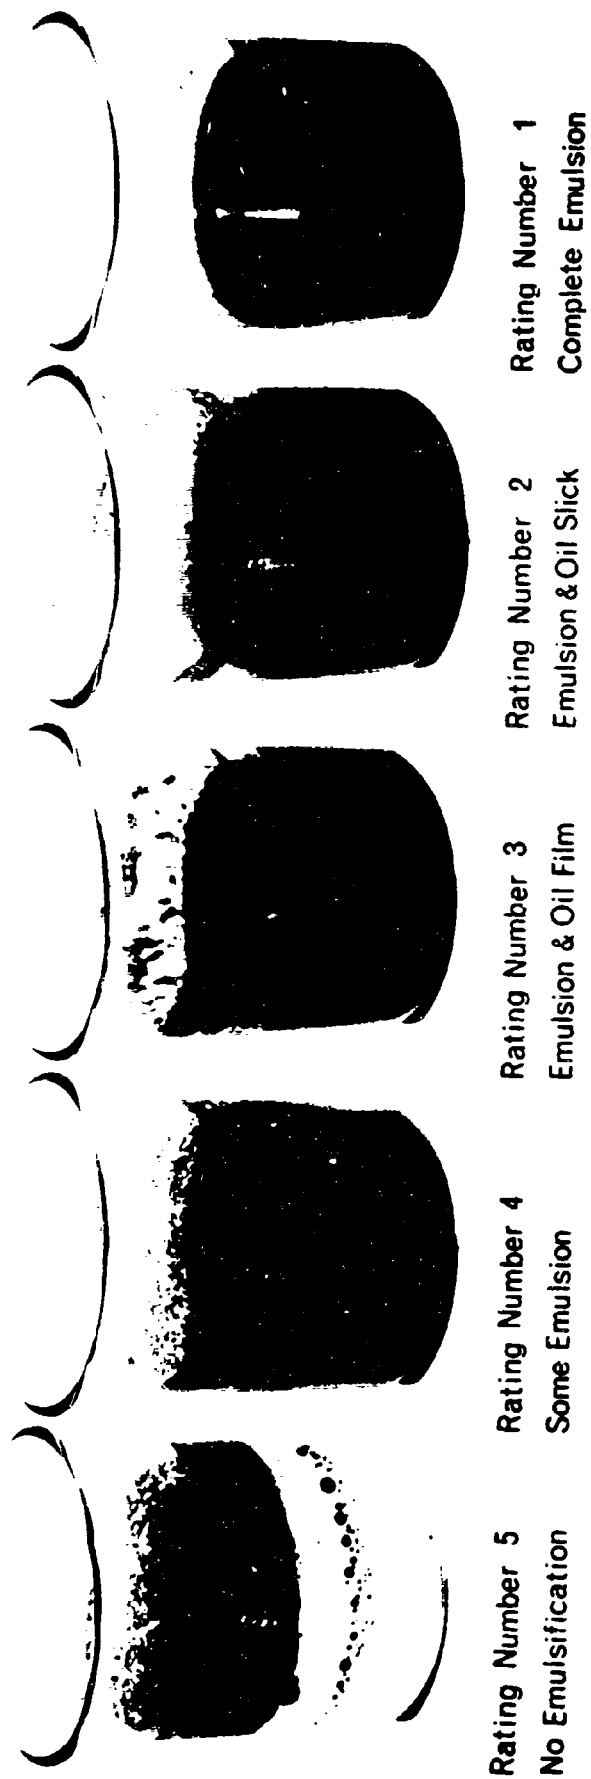 Rating Number 5
No Emulsification
Rating Number 4
Some Emulsion
Rating Number 3
Emulsion & Oil Film
Rating Number 2
Emulsion & Oil Slick
Rating Number 1
Complete Emulsion